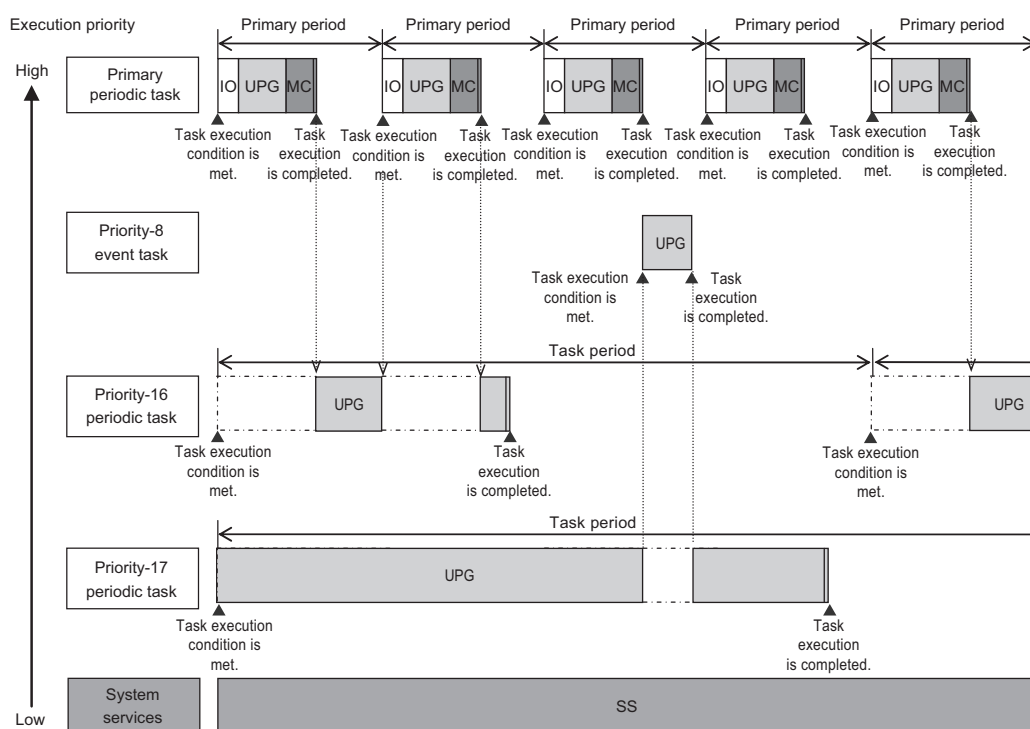 Execution priority
Primary period
Primary period
Primary period
Primary period
Primary period
High
Primary
periodic task
IO
UPG
MC
IO
UPG
MC
IO
UPG
MC
IO
UPG
MC
IO
UPG
MC
Task execution
condition is
met.
Task
execution
is completed.
Task execution
condition is
met.
Task
execution
is completed.
Task execution
condition is
met.
Task
execution
is completed.
Task execution
condition is
met.
Task
execution
is completed.
Task execution
condition is
met.
Task
execution
is completed.
Priority-8
event task
UPG
Task execution
condition is
met.
Task
execution
is completed.
Task period
Priority-16
periodic task
UPG
UPG
Task execution
condition is
met.
Task
execution
is completed.
Task execution
condition is
met.
Task period
Priority-17
periodic task
UPG
Task execution
condition is
met.
Task
execution
is completed.
System
services
SS
Low